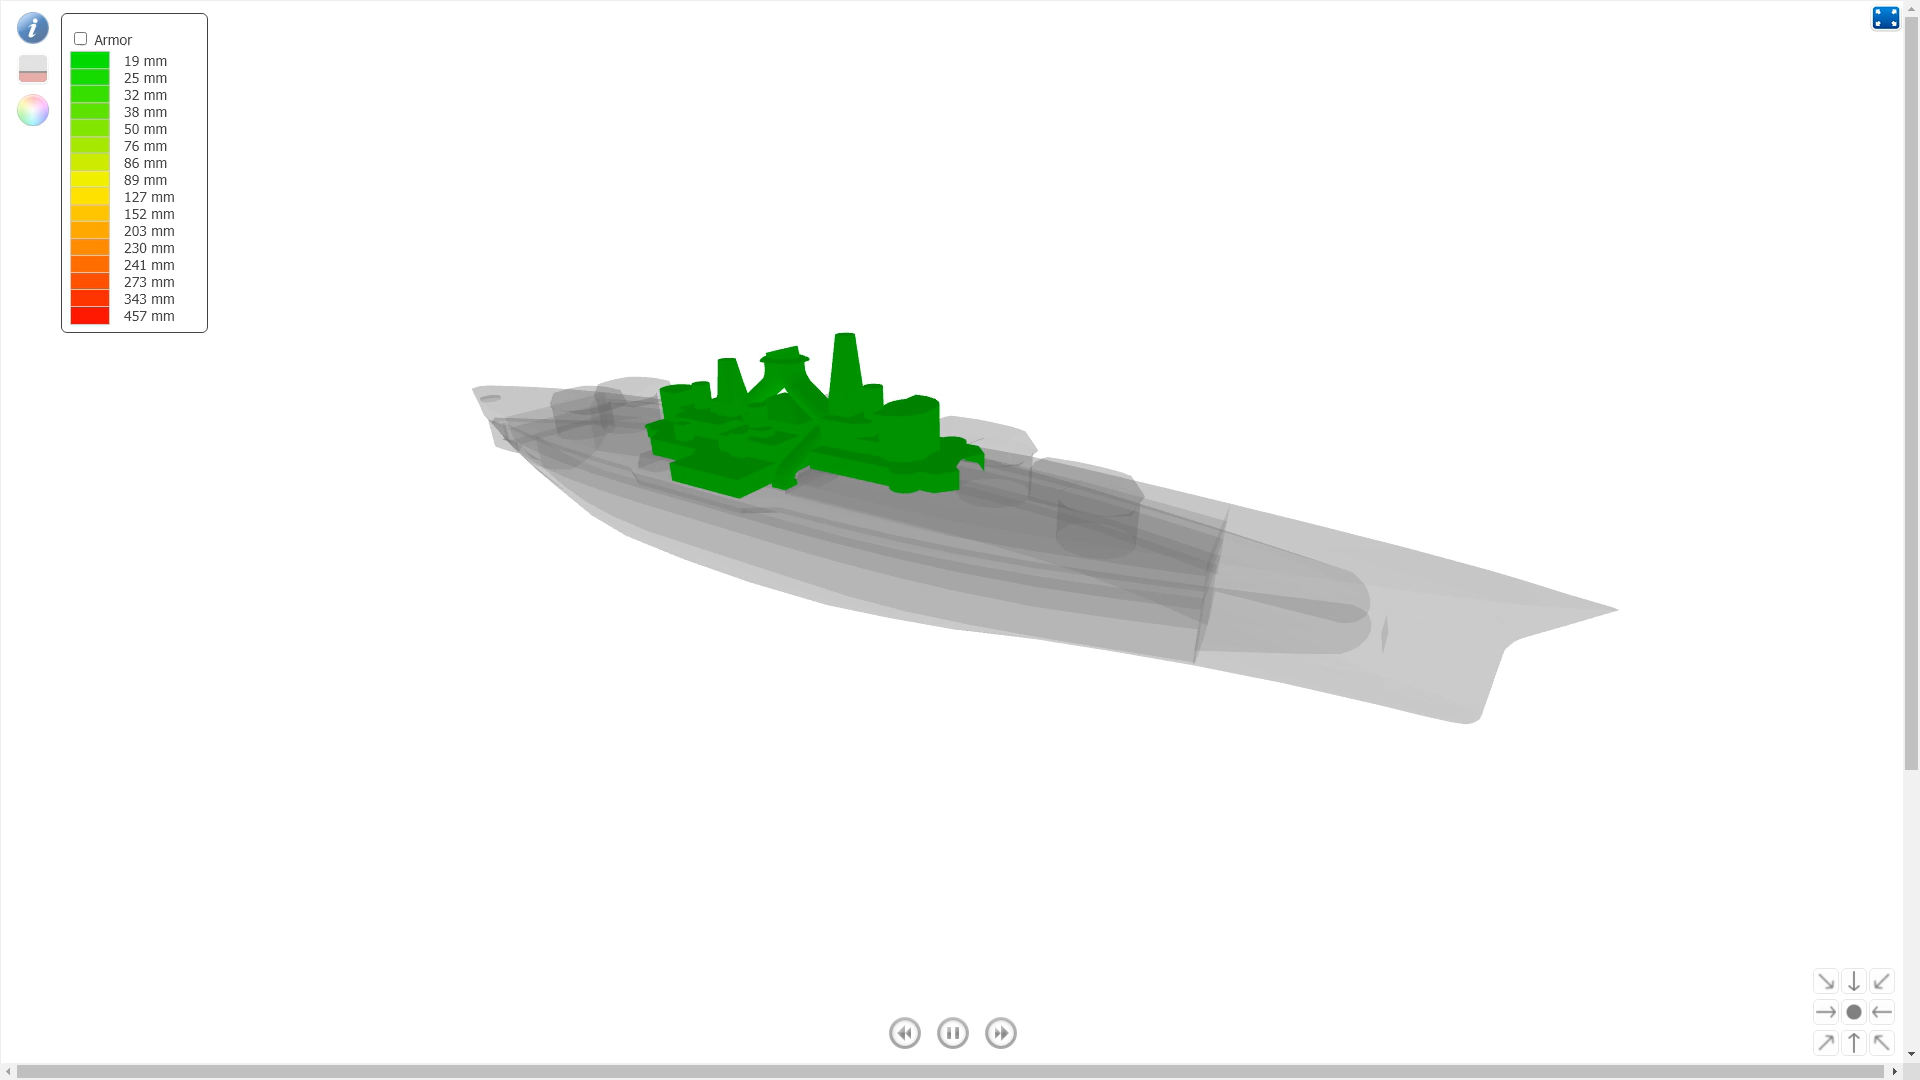 i
Armor
19 mm
25 mm
32 mm
38 mm
50 mm
76 mm
86 mm
89 mm
127 mm
152 mm
203 mm
230 mm
241 mm
273 mm
343 mm
457 mm